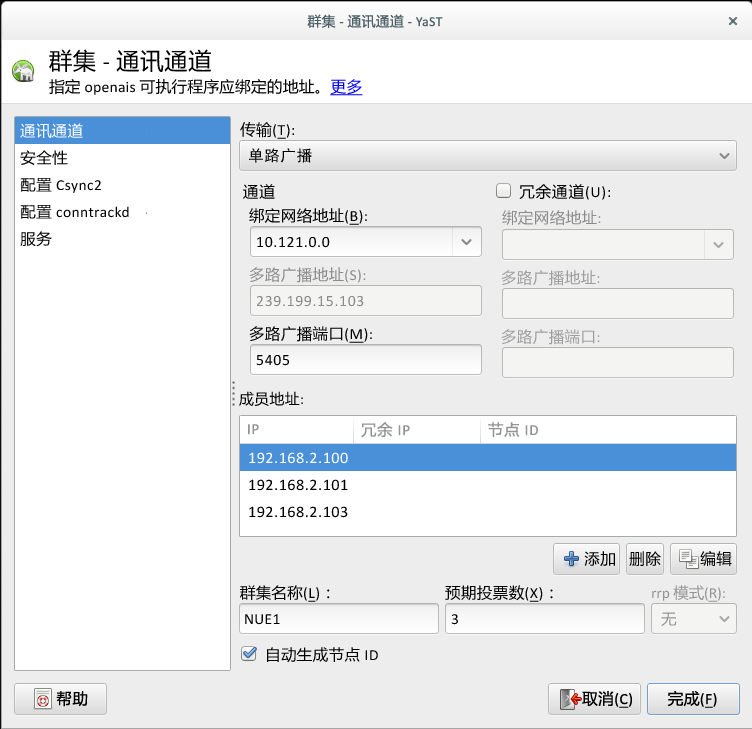 群集 - 通讯通道 - YaST
群集 - 通讯通道
指定 openais 可执行程序应绑定的地址。更多
通讯通道
安全性
配置 Csync2
配置 conntrackd
服务
传输(T):
单路广播
通道
绑定网络地址(B):
10.121.0.0
多路广播地址(S):
239.199.15.103
多路广播端口(M):
5405
冗余通道(U):
绑定网络地址:
多路广播地址:
多路广播端口:
成员地址:
IP 冗余 IP 节点 ID
192.168.2.100
192.168.2.101
192.168.2.103
添加 删除 编辑
群集名称(L)： 预期投票数(X)： rrp 模式(R):
NUE1 3 无
自动生成节点 ID
帮助 取消(C) 完成(F)